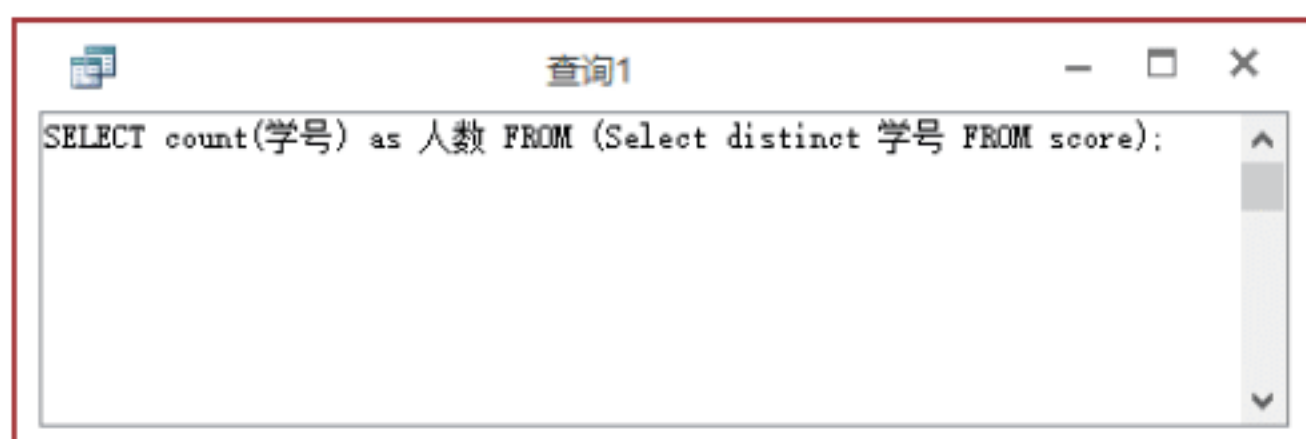 查询1
SELECT count(学号) as 人数 FROM (Select distinct 学号 FROM score);